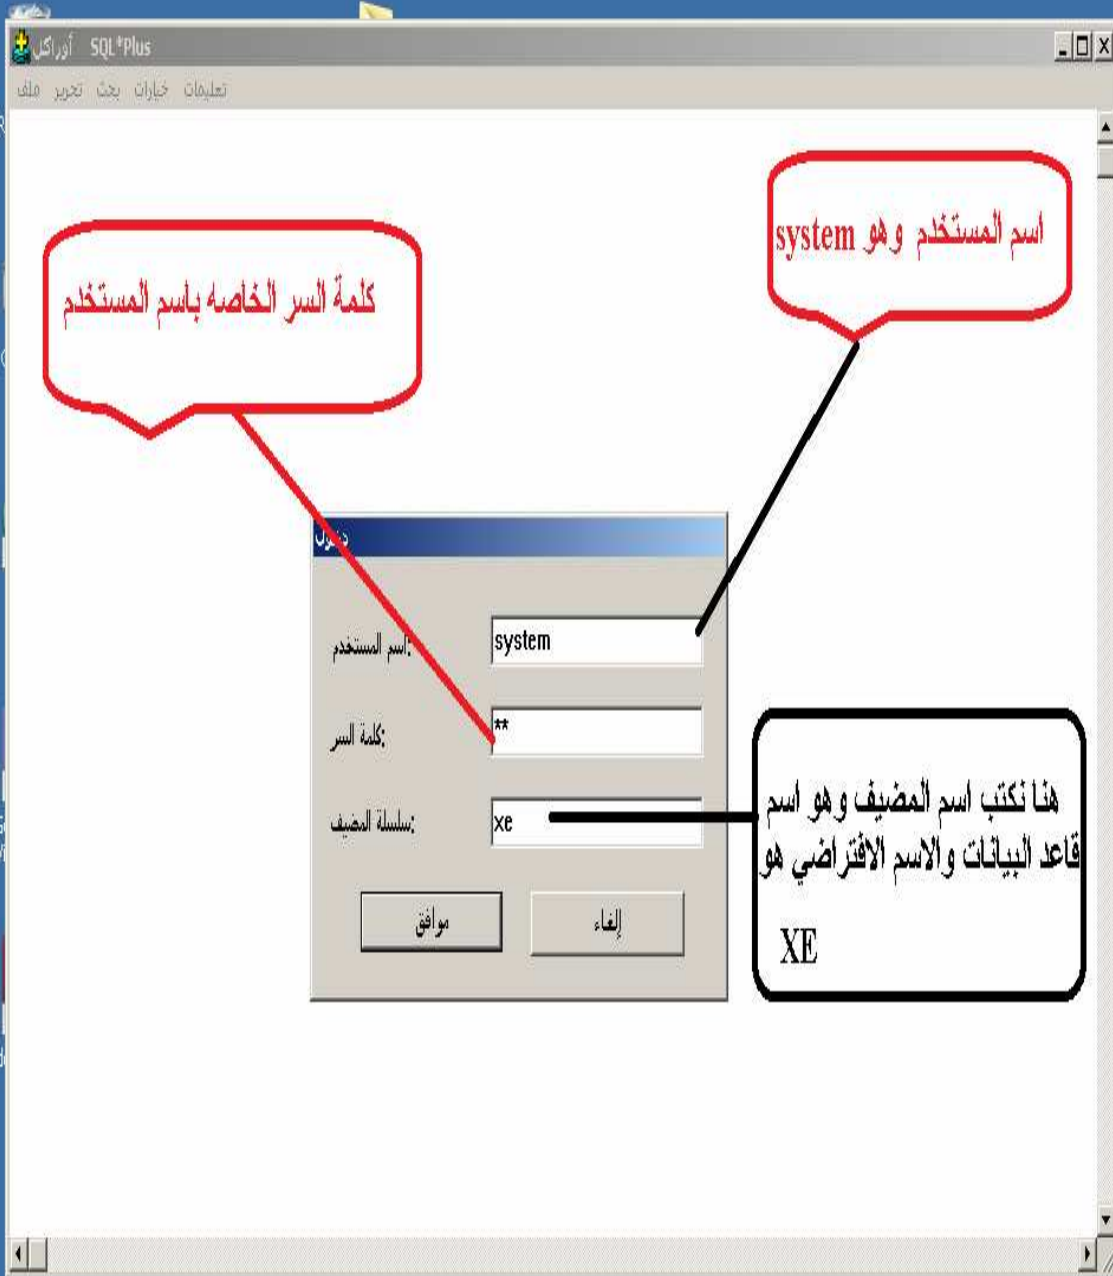 أوراكل SQL*Plus
ملف تحرير بحث خيارات تعليمات
اسم المستخدم وهو system
كلمة السر الخاصه باسم المستخدم
دخول
اسم المستخدم:
system
كلمة السر:
**
سلسلة المضيف:
xe
موافق
إلغاء
هنا نكتب اسم المضيف وهو اسم
قاعد البيانات والاسم الافتراضي هو
XE